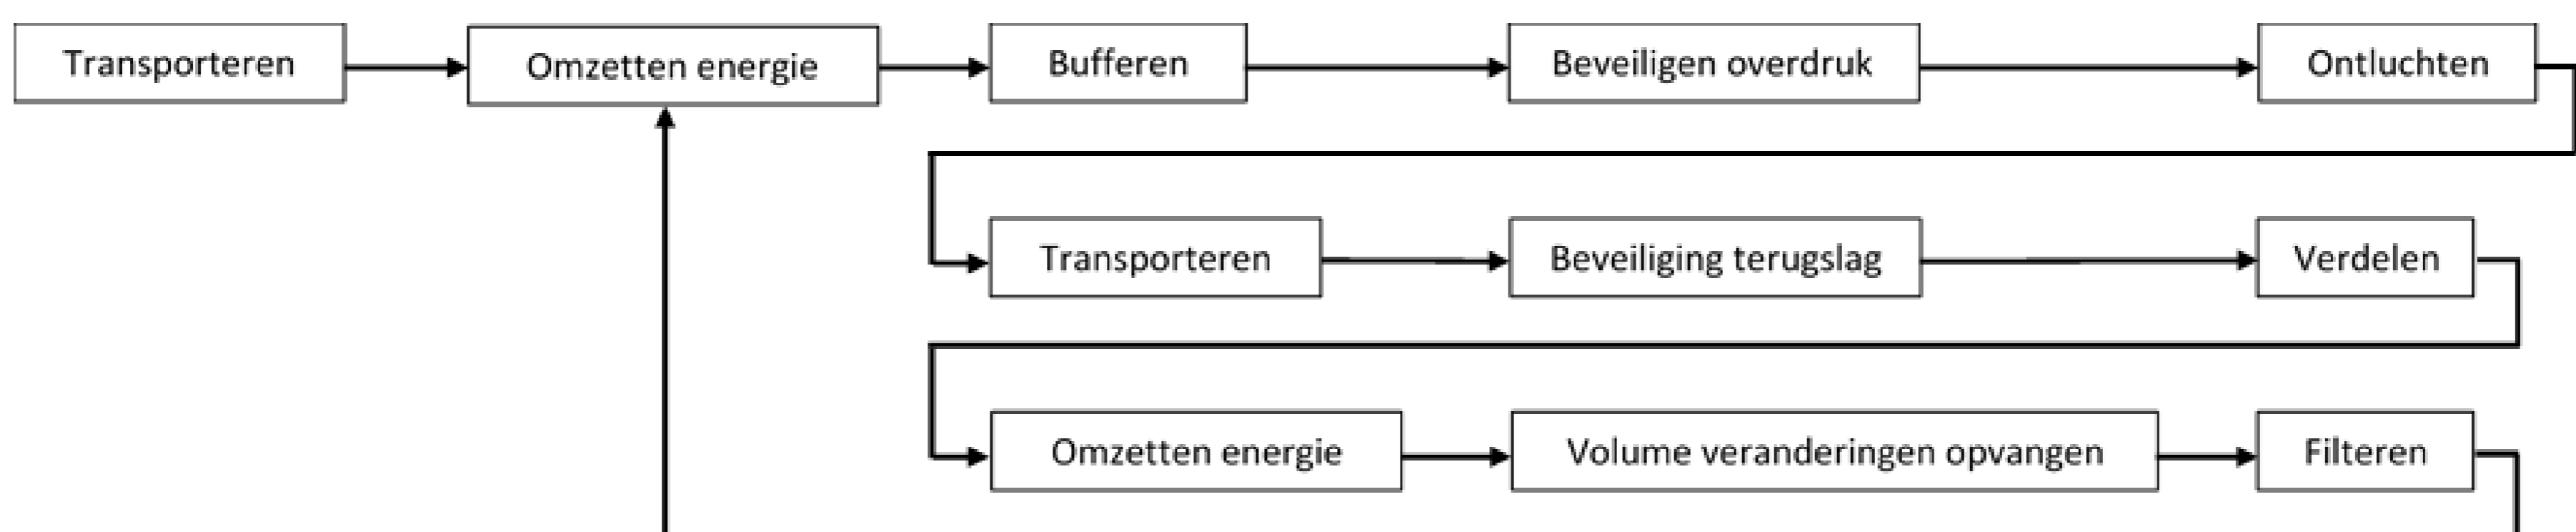 Transporteren
Omzetten energie
Bufferen
Beveiligen overdruk
Ontluchten
Transporteren
Beveiliging terugslag
Verdelen
Omzetten energie
Volume veranderingen opvangen
Filteren